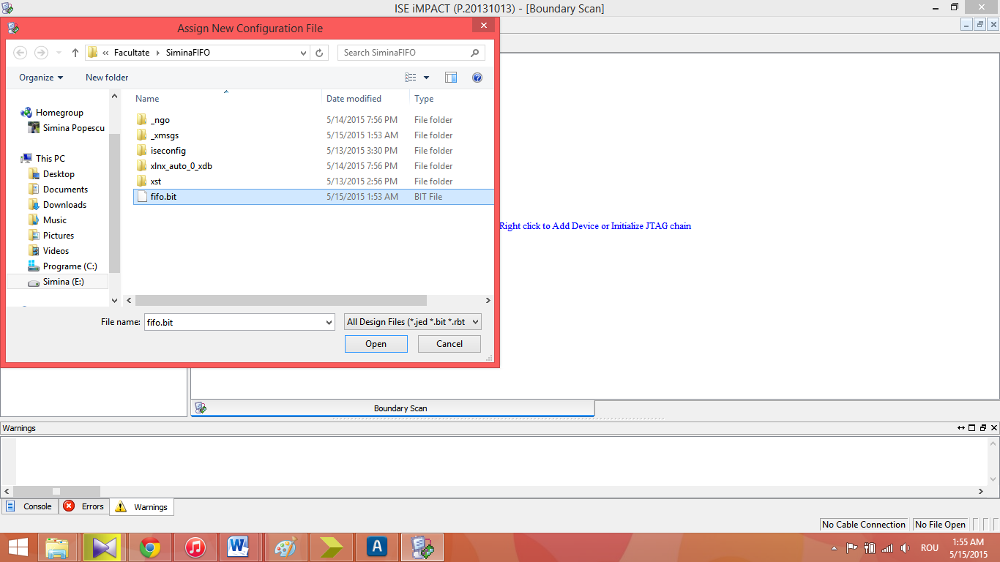 ISE iMPACT (P.20131013) - [Boundary Scan]
Assign New Configuration File
« Facultate SiminaFIFO
Search SiminaFIFO
Organize
New folder
Name Date modified Type
Homegroup
Simina Popescu
This PC
Desktop
Documents
Downloads
Music
Pictures
Videos
Programe (C:)
Simina (E:)
_ngo 5/14/2015 7:56 PM File folder
_xmsgs 5/15/2015 1:53 AM File folder
iseconfig 5/13/2015 3:30 PM File folder
xlnx_auto_0_xdb 5/14/2015 7:56 PM File folder
xst 5/13/2015 2:56 PM File folder
fifo.bit 5/15/2015 1:53 AM BIT File
File name: fifo.bit
All Design Files (*.jed *.bit *.rbt
Open
Cancel
Right click to Add Device or Initialize JTAG chain
Boundary Scan
Warnings
Console
Errors
Warnings
No Cable Connection
No File Open
ROU
1:55 AM
5/15/2015